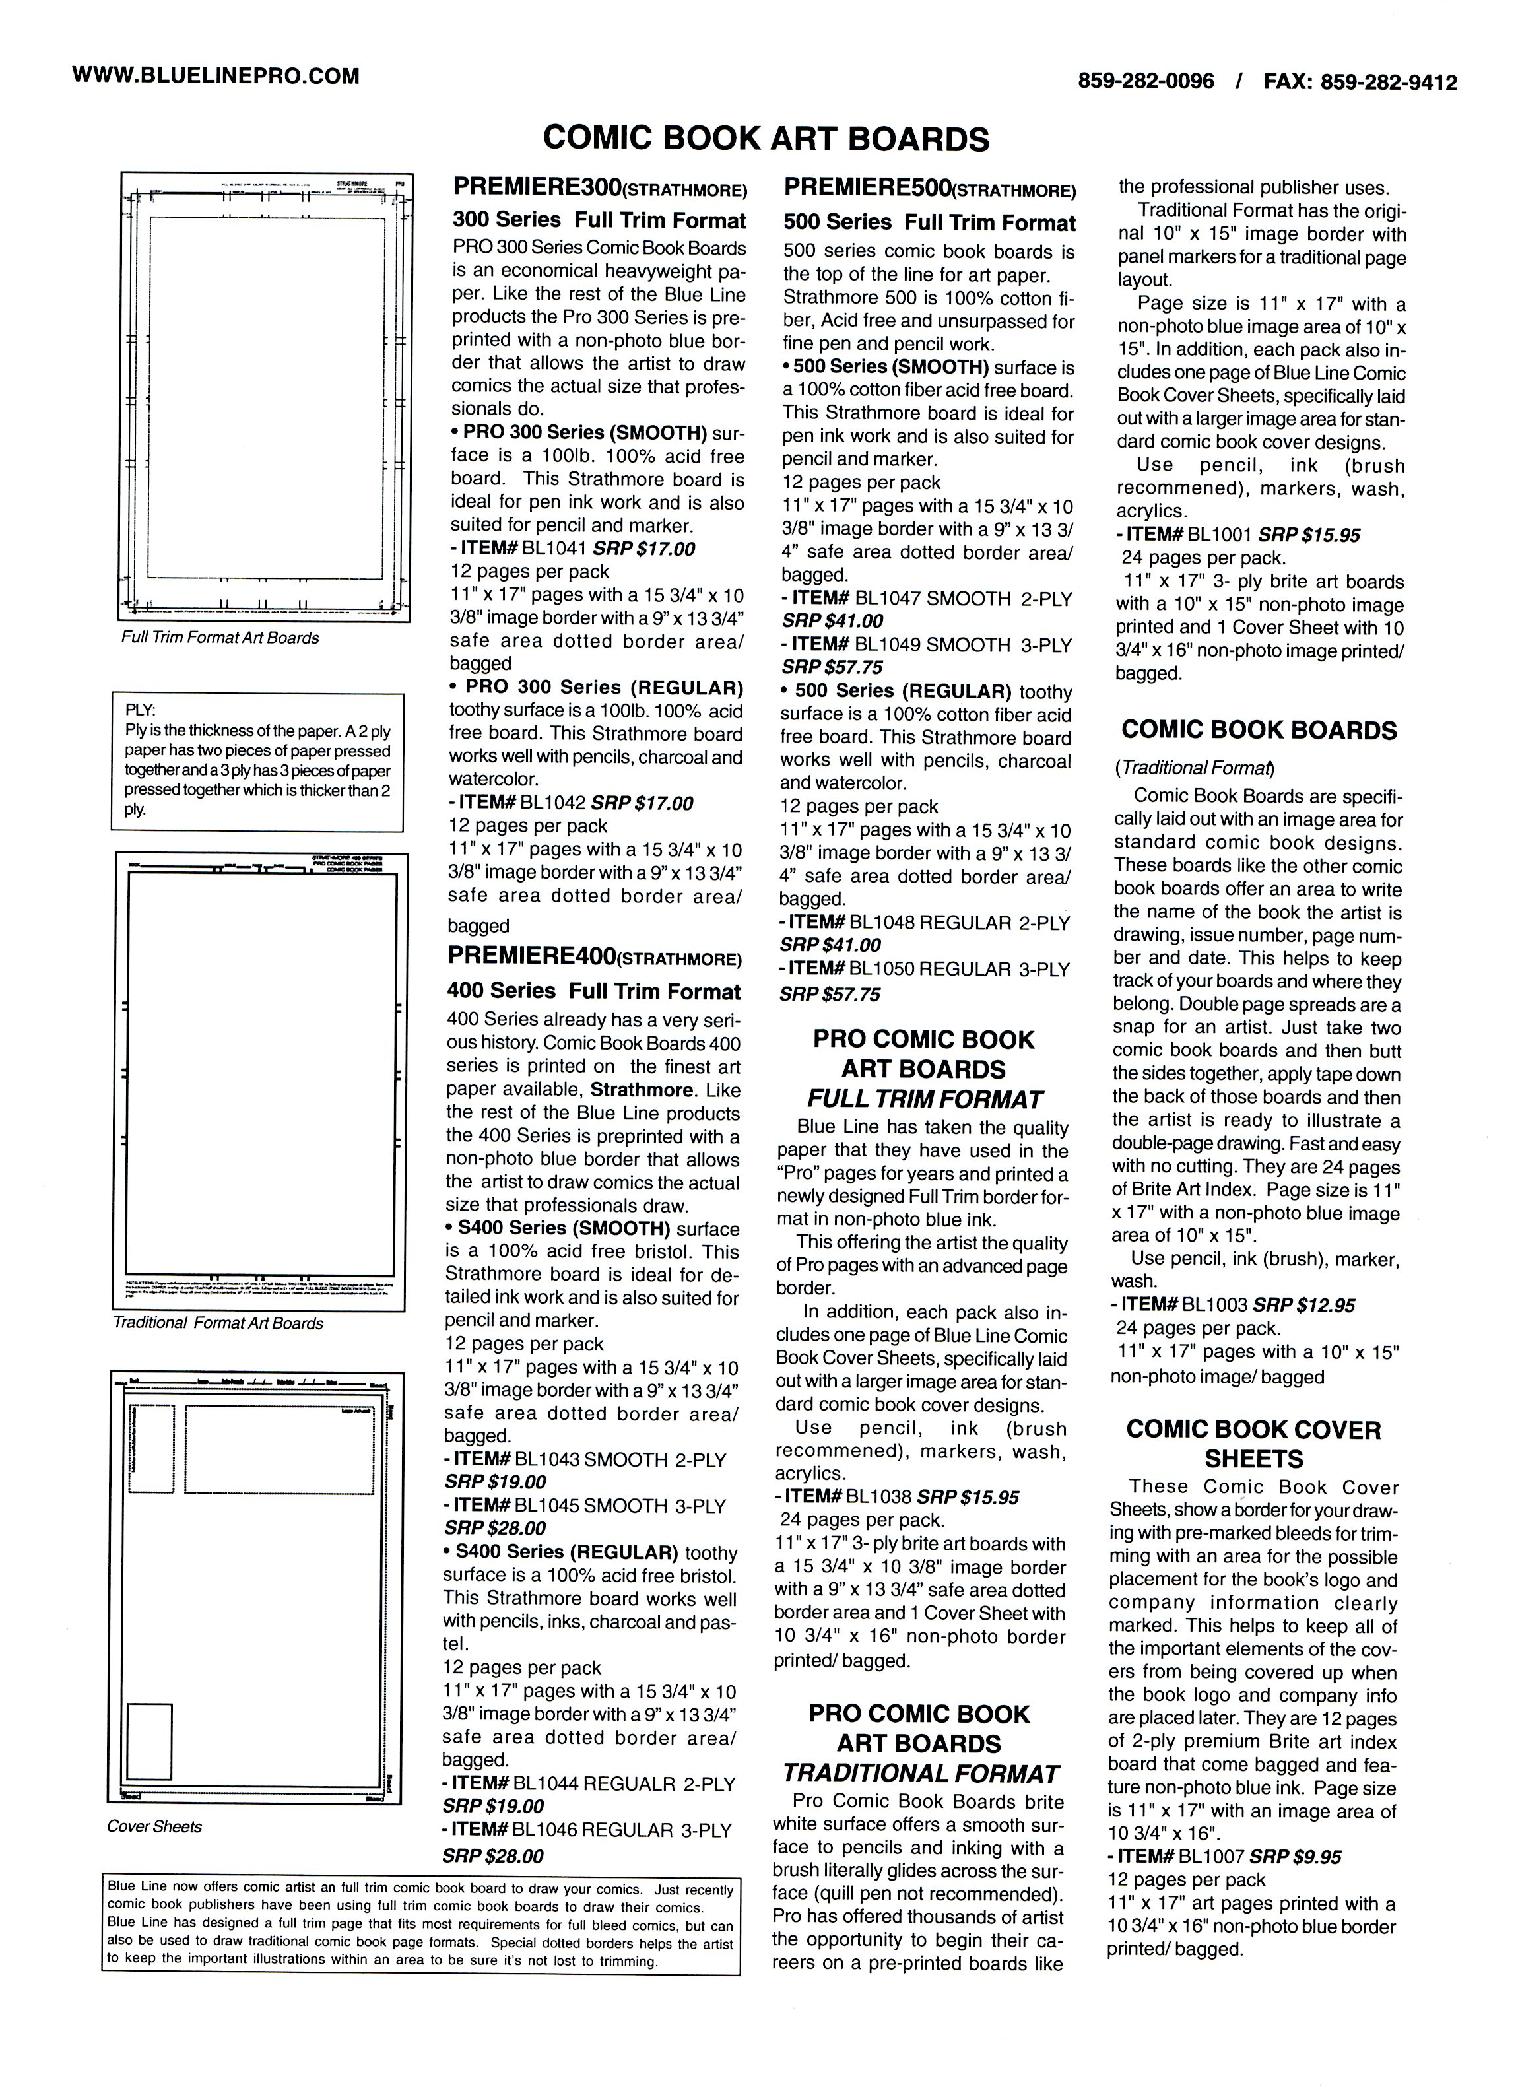 WWW.BLUELINEPRO.COM
859-282-0096 / FAX: 859-282-9412
COMIC BOOK ART BOARDS
Full Trim Format Art Boards
PLY:
Ply is the thickness of the paper. A 2 ply
paper has two pieces of paper pressed
together and a 3 ply has 3 pieces of paper
pressed together which is thicker than 2
ply.
Traditional Format Art Boards
Cover Sheets
PREMIERE300(STRATHMORE)
300 Series Full Trim Format
PRO 300 Series Comic Book Boards
is an economical heavyweight pa-
per. Like the rest of the Blue Line
products the Pro 300 Series is pre-
printed with a non-photo blue bor-
der that allows the artist to draw
comics the actual size that profes-
sionals do.
• PRO 300 Series (SMOOTH) sur-
face is a 100lb. 100% acid free
board. This Strathmore board is
ideal for pen ink work and is also
suited for pencil and marker.
- ITEM# BL1041 SRP $17.00
12 pages per pack
11" x 17" pages with a 15 3/4" x 10
3/8" image border with a 9" x 13 3/4"
safe area dotted border area/
bagged
• PRO 300 Series (REGULAR)
toothy surface is a 100lb. 100% acid
free board. This Strathmore board
works well with pencils, charcoal and
watercolor.
- ITEM# BL1042 SRP $17.00
12 pages per pack
11" x 17" pages with a 15 3/4" x 10
3/8" image border with a 9" x 13 3/4"
safe area dotted border area/
bagged
PREMIERE400(STRATHMORE)
400 Series Full Trim Format
400 Series already has a very seri-
ous history. Comic Book Boards 400
series is printed on the finest art
paper available, Strathmore. Like
the rest of the Blue Line products
the 400 Series is preprinted with a
non-photo blue border that allows
the artist to draw comics the actual
size that professionals draw.
• S400 Series (SMOOTH) surface
is a 100% acid free bristol. This
Strathmore board is ideal for de-
tailed ink work and is also suited for
pencil and marker.
12 pages per pack
11" x 17" pages with a 15 3/4" x 10
3/8" image border with a 9" x 13 3/4"
safe area dotted border area/
bagged.
- ITEM# BL1043 SMOOTH 2-PLY
SRP $19.00
- ITEM# BL1045 SMOOTH 3-PLY
SRP $28.00
• S400 Series (REGULAR) toothy
surface is a 100% acid free bristol.
This Strathmore board works well
with pencils, inks, charcoal and pas-
tel.
12 pages per pack
11" x 17" pages with a 15 3/4" x 10
3/8" image border with a 9" x 13 3/4"
safe area dotted border area/
bagged.
- ITEM# BL1044 REGUALR 2-PLY
SRP $19.00
- ITEM# BL1046 REGULAR 3-PLY
SRP $28.00
Blue Line now offers comic artist an full trim comic book board to draw your comics. Just recently
comic book publishers have been using full trim comic book boards to draw their comics.
Blue Line has designed a full trim page that fits most requirements for full bleed comics, but can
also be used to draw traditional comic book page formats. Special dotted borders helps the artist
to keep the important illustrations within an area to be sure it's not lost to trimming.
PREMIERE500(STRATHMORE)
500 Series Full Trim Format
500 series comic book boards is
the top of the line for art paper.
Strathmore 500 is 100% cotton fi-
ber, Acid free and unsurpassed for
fine pen and pencil work.
• 500 Series (SMOOTH) surface is
a 100% cotton fiber acid free board.
This Strathmore board is ideal for
pen ink work and is also suited for
pencil and marker.
12 pages per pack
11" x 17" pages with a 15 3/4" x 10
3/8" image border with a 9" x 13 3/
4" safe area dotted border area/
bagged.
- ITEM# BL1047 SMOOTH 2-PLY
SRP $41.00
- ITEM# BL1049 SMOOTH 3-PLY
SRP $57.75
• 500 Series (REGULAR) toothy
surface is a 100% cotton fiber acid
free board. This Strathmore board
works well with pencils, charcoal
and watercolor.
12 pages per pack
11" x 17" pages with a 15 3/4" x 10
3/8" image border with a 9" x 13 3/
4" safe area dotted border area/
bagged.
- ITEM# BL1048 REGULAR 2-PLY
SRP $41.00
- ITEM# BL1050 REGULAR 3-PLY
SRP $57.75
PRO COMIC BOOK
ART BOARDS
FULL TRIM FORMAT
Blue Line has taken the quality
paper that they have used in the
"Pro" pages for years and printed a
newly designed Full Trim border for-
mat in non-photo blue ink.
This offering the artist the quality
of Pro pages with an advanced page
border.
In addition, each pack also in-
cludes one page of Blue Line Comic
Book Cover Sheets, specifically laid
out with a larger image area for stan-
dard comic book cover designs.
Use pencil, ink (brush
recommened), markers, wash,
acrylics.
- ITEM# BL1038 SRP $15.95
24 pages per pack.
11" x 17" 3- ply brite art boards with
a 15 3/4" x 10 3/8" image border
with a 9" x 13 3/4" safe area dotted
border area and 1 Cover Sheet with
10 3/4" x 16" non-photo border
printed/ bagged.
PRO COMIC BOOK
ART BOARDS
TRADITIONAL FORMAT
Pro Comic Book Boards brite
white surface offers a smooth sur-
face to pencils and inking with a
brush literally glides across the sur-
face (quill pen not recommended).
Pro has offered thousands of artist
the opportunity to begin their ca-
reers on a pre-printed boards like
the professional publisher uses.
Traditional Format has the origi-
nal 10" x 15" image border with
panel markers for a traditional page
layout.
Page size is 11" x 17" with a
non-photo blue image area of 10" x
15". In addition, each pack also in-
cludes one page of Blue Line Comic
Book Cover Sheets, specifically laid
out with a larger image area for stan-
dard comic book cover designs.
Use pencil, ink (brush
recommened), markers, wash,
acrylics.
- ITEM# BL1001 SRP $15.95
24 pages per pack.
11" x 17" 3- ply brite art boards
with a 10" x 15" non-photo image
printed and 1 Cover Sheet with 10
3/4" x 16" non-photo image printed/
bagged.
COMIC BOOK BOARDS
(Traditional Format)
Comic Book Boards are specifi-
cally laid out with an image area for
standard comic book designs.
These boards like the other comic
book boards offer an area to write
the name of the book the artist is
drawing, issue number, page num-
ber and date. This helps to keep
track of your boards and where they
belong. Double page spreads are a
snap for an artist. Just take two
comic book boards and then butt
the sides together, apply tape down
the back of those boards and then
the artist is ready to illustrate a
double-page drawing. Fast and easy
with no cutting. They are 24 pages
of Brite Art Index. Page size is 11"
x 17" with a non-photo blue image
area of 10" x 15".
Use pencil, ink (brush), marker,
wash.
- ITEM# BL1003 SRP $12.95
24 pages per pack.
11" x 17" pages with a 10" x 15"
non-photo image/ bagged
COMIC BOOK COVER
SHEETS
These Comic Book Cover
Sheets, show a border for your draw-
ing with pre-marked bleeds for trim-
ming with an area for the possible
placement for the book's logo and
company information clearly
marked. This helps to keep all of
the important elements of the cov-
ers from being covered up when
the book logo and company info
are placed later. They are 12 pages
of 2-ply premium Brite art index
board that come bagged and fea-
ture non-photo blue ink. Page size
is 11" x 17" with an image area of
10 3/4" x 16".
- ITEM# BL1007 SRP $9.95
12 pages per pack
11" x 17" art pages printed with a
10 3/4" x 16" non-photo blue border
printed/ bagged.